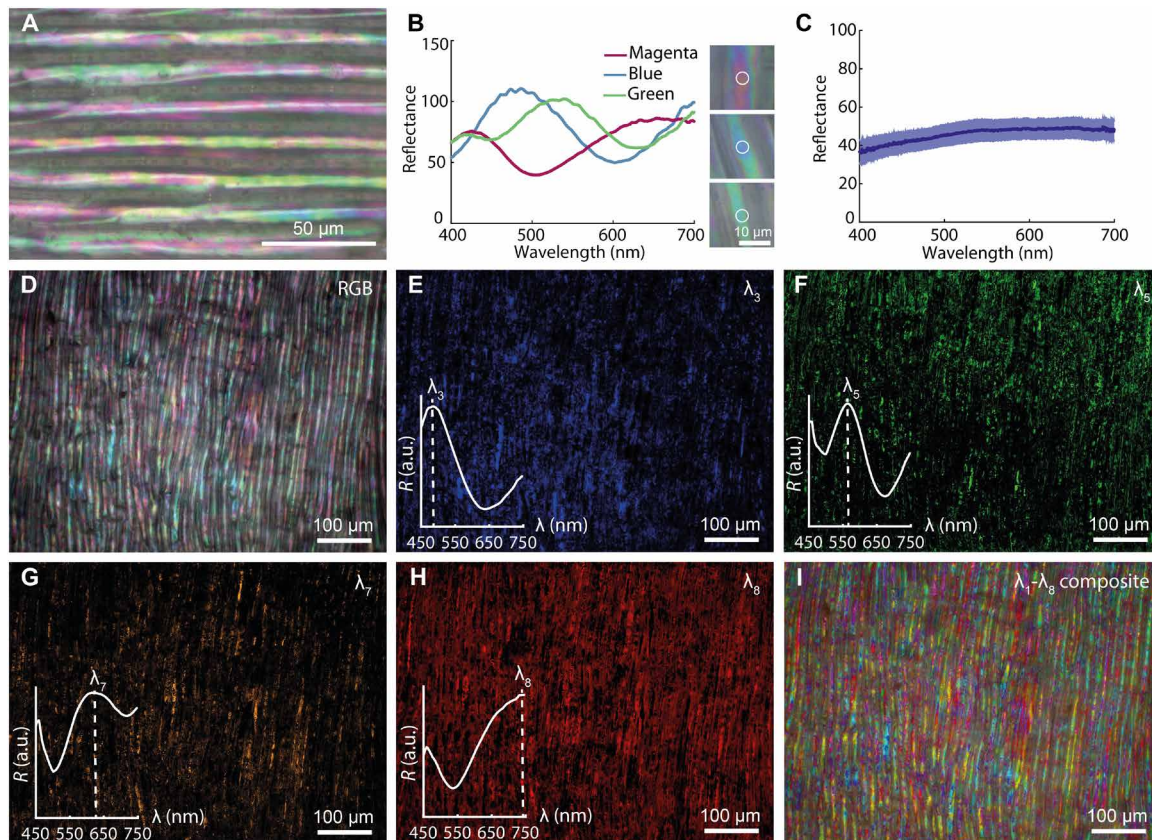 A
50 µm
B
Reflectance
150
100
50
0
Magenta
Blue
Green
400 500 600 700
Wavelength (nm)
10 µm
C
Reflectance
100
80
60
40
20
0
400 500 600 700
Wavelength (nm)
D
RGB
100 µm
E
λ3
λ3
R (a.u.)
λ (nm)
450 550 650 750
100 µm
F
λ5
λ5
R (a.u.)
λ (nm)
450 550 650 750
100 µm
G
λ7
λ7
R (a.u.)
λ (nm)
450 550 650 750
100 µm
H
λ8
λ8
R (a.u.)
λ (nm)
450 550 650 750
100 µm
I
λ1-λ8 composite
100 µm